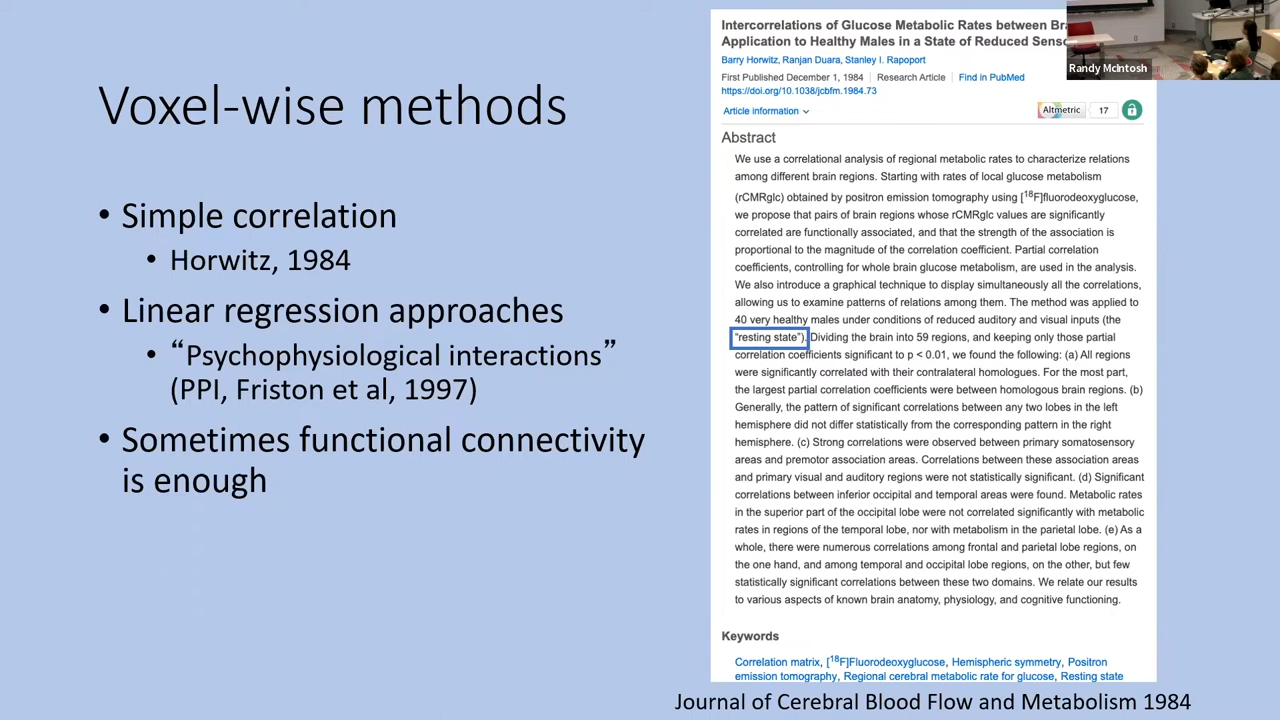 Voxel-wise methods
• Simple correlation
• Horwitz, 1984
• Linear regression approaches
• “Psychophysiological interactions”
(PPI, Friston et al, 1997)
• Sometimes functional connectivity
is enough
Intercorrelations of Glucose Metabolic Rates between
Application to Healthy Males in a State of Reduced
Barry Horwitz, Ranjan Duara, Stanley I. Rapoport
First Published December 1, 1984 | Research Article | Find in PubMed
https://doi.org/10.1038/jcbfm.1984.73
Article information
Altmetric 17
Abstract
We use a correlational analysis of regional metabolic rates to characterize relations
among different brain regions. Starting with rates of local glucose metabolism
(rCMRglc) obtained by positron emission tomography using [18F]fluorodeoxyglucose,
we propose that pairs of brain regions whose rCMRglc values are significantly
correlated are functionally associated, and that the strength of the association is
proportional to the magnitude of the correlation coefficient. Partial correlation
coefficients, controlling for whole brain glucose metabolism, are used in the analysis.
We also introduce a graphical technique to display simultaneously all the correlations,
allowing us to examine patterns of relations among them. The method was applied to
40 very healthy males under conditions of reduced auditory and visual inputs (the
“resting state”). Dividing the brain into 59 regions, and keeping only those partial
correlation coefficients significant to p < 0.01, we found the following: (a) All regions
were significantly correlated with their contralateral homologues. For the most part,
the largest partial correlation coefficients were between homologous brain regions. (b)
Generally, the pattern of significant correlations between any two lobes in the left
hemisphere did not differ statistically from the corresponding pattern in the right
hemisphere. (c) Strong correlations were observed between primary somatosensory
areas and premotor association areas. Correlations between these association areas
and primary visual and auditory regions were not statistically significant. (d) Significant
correlations between inferior occipital and temporal areas were found. Metabolic rates
in the superior part of the occipital lobe were not correlated significantly with metabolic
rates in regions of the temporal lobe, nor with metabolism in the parietal lobe. (e) As a
whole, there were numerous correlations among frontal and parietal lobe regions, on
the one hand, and among temporal and occipital lobe regions, on the other, but few
statistically significant correlations between these two domains. We relate our results
to various aspects of known brain anatomy, physiology, and cognitive functioning.
Keywords
Correlation matrix, [18F]Fluorodeoxyglucose, Hemispheric symmetry, Positron
emission tomography, Regional cerebral metabolic rate for glucose, Resting state
Journal of Cerebral Blood Flow and Metabolism 1984
Randy McIntosh